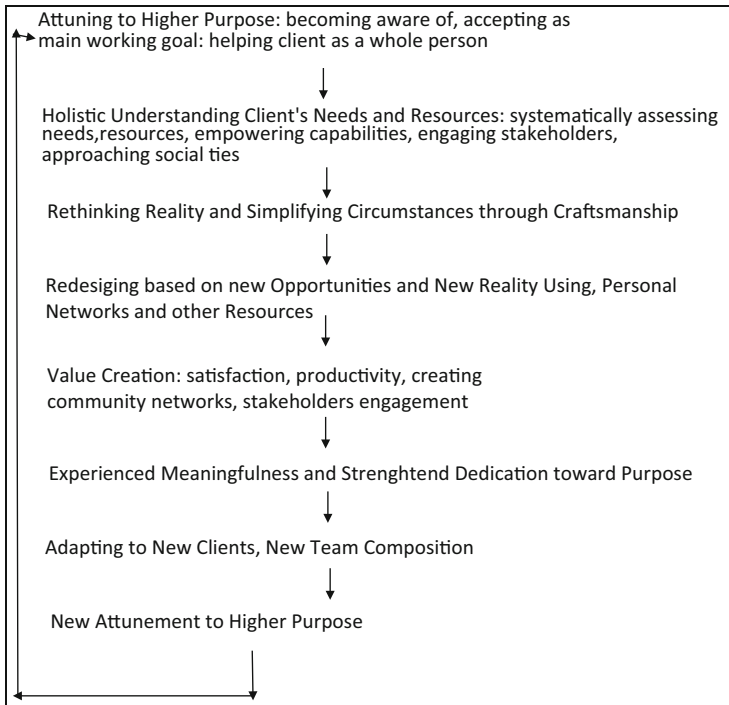 Attuning to Higher Purpose: becoming aware of, accepting as
main working goal: helping client as a whole person
Holistic Understanding Client's Needs and Resources: systematically assessing
needs,resources, empowering capabilities, engaging stakeholders,
approaching social ties
Rethinking Reality and Simplifying Circumstances through Craftsmanship
Redesiging based on new Opportunities and New Reality Using, Personal
Networks and other Resources
Value Creation: satisfaction, productivity, creating
community networks, stakeholders engagement
Experienced Meaningfulness and Strenghtend Dedication toward Purpose
Adapting to New Clients, New Team Composition
New Attunement to Higher Purpose